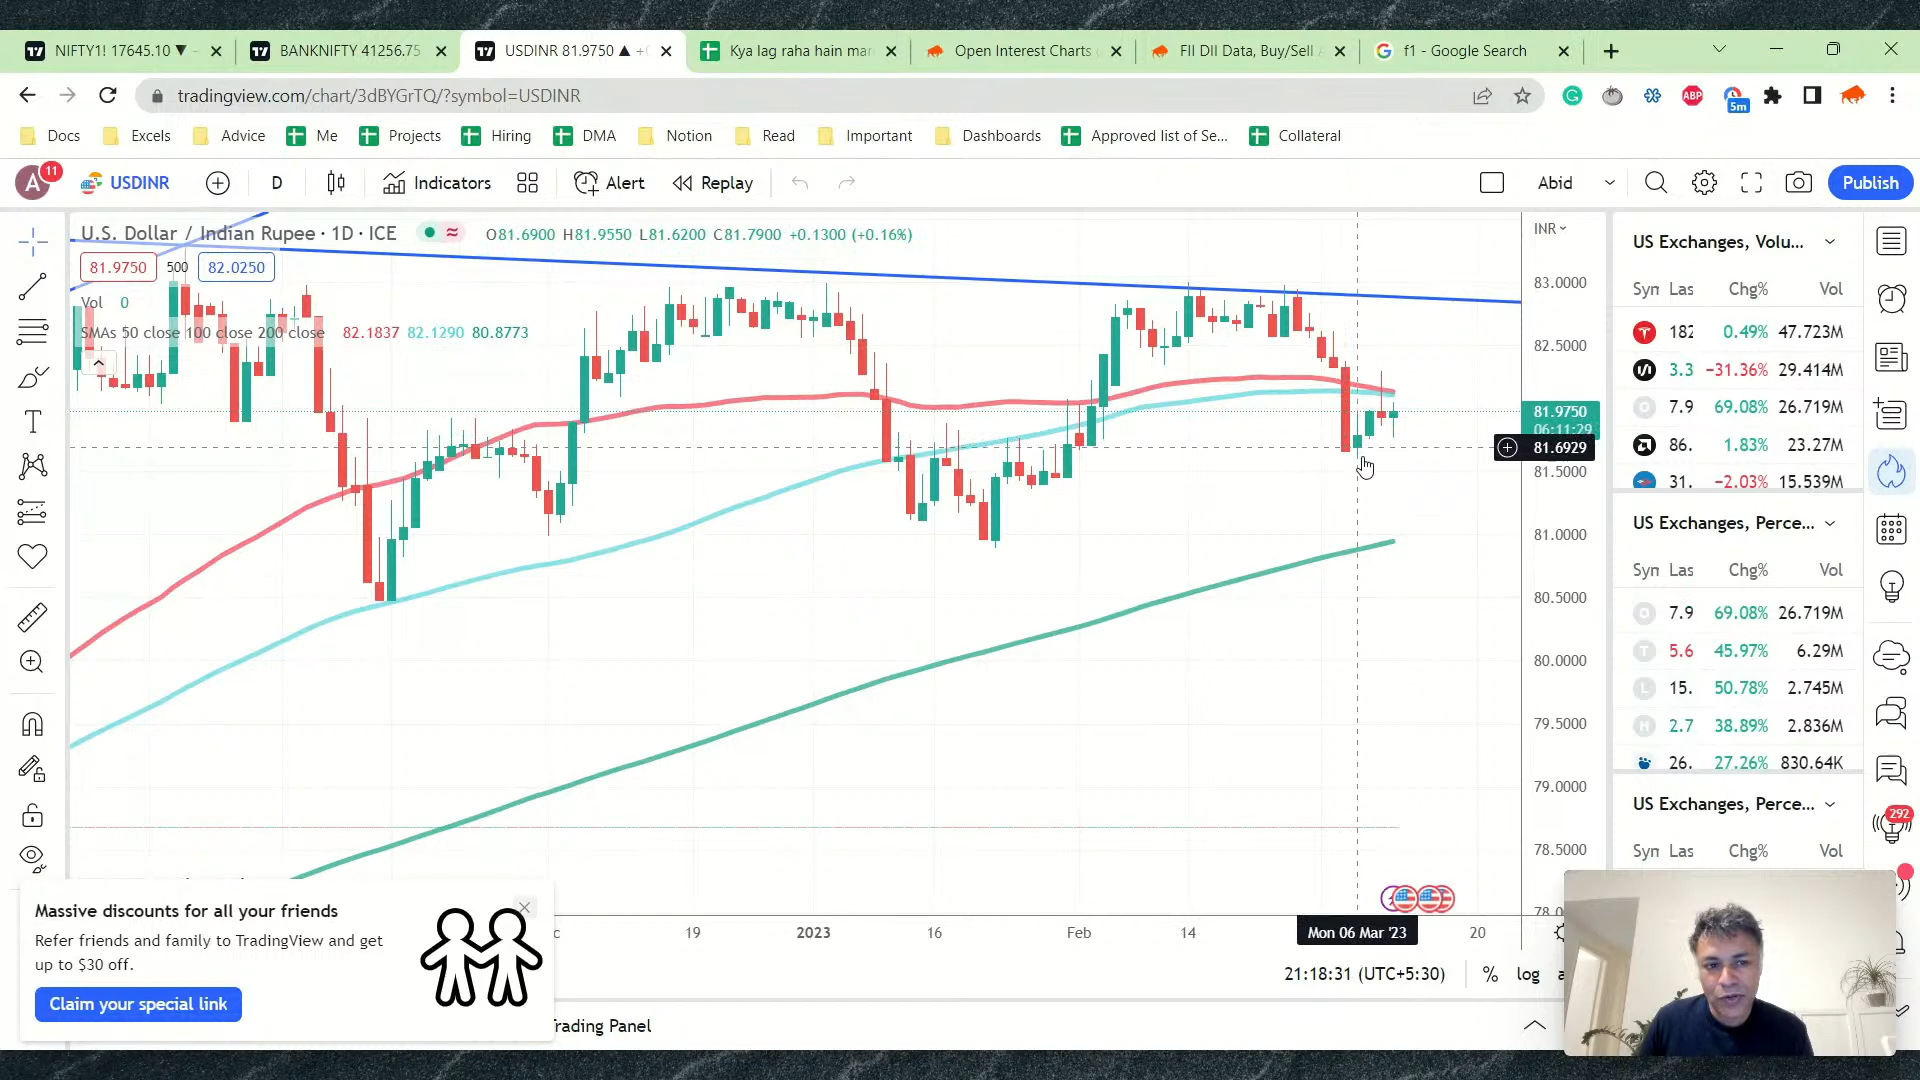 NIFTY1! 17645.10 ▼ -
BANKNIFTY 41256.75
USDINR 81.9750 ▲ +
Kya lag raha hain mar
Open Interest Charts
FII DII Data, Buy/Sell
f1 - Google Search
tradingview.com/chart/3dBYGrTQ/?symbol=USDINR
ABP
5m
Docs
Excels
Advice
Me
Projects
Hiring
DMA
Notion
Read
Important
Dashboards
Approved list of Se...
Collateral
A
11
USDINR
D
Indicators
Alert
Replay
Abid
Publish
U.S. Dollar / Indian Rupee · 1D · ICE
O81.6900 H81.9550 L81.6200 C81.7900 +0.1300 (+0.16%)
81.9750 500 82.0250
Vol 0
SMAs 50 close 100 close 200 close 82.1837 82.1290 80.8773
INR
83.0000
82.5000
81.9750
06:11:29
81.6929
81.5000
81.0000
80.5000
80.0000
79.5000
79.0000
78.5000
19
2023
16
Feb
14
Mon 06 Mar '23
20
21:18:31 (UTC+5:30)
%
log
Trading Panel
Massive discounts for all your friends
Refer friends and family to TradingView and get
up to $30 off.
Claim your special link
US Exchanges, Volu...
Syn Las Chg% Vol
182 0.49% 47.723M
3.3 −31.36% 29.414M
7.9 69.08% 26.719M
86. 1.83% 23.27M
31. −2.03% 15.539M
US Exchanges, Perce...
Syn Las Chg% Vol
7.9 69.08% 26.719M
T 5.6 45.97% 6.29M
L 15. 50.78% 2.745M
H 2.7 38.89% 2.836M
26. 27.26% 830.64K
US Exchanges, Perce...
Syn Las Chg% Vol
292